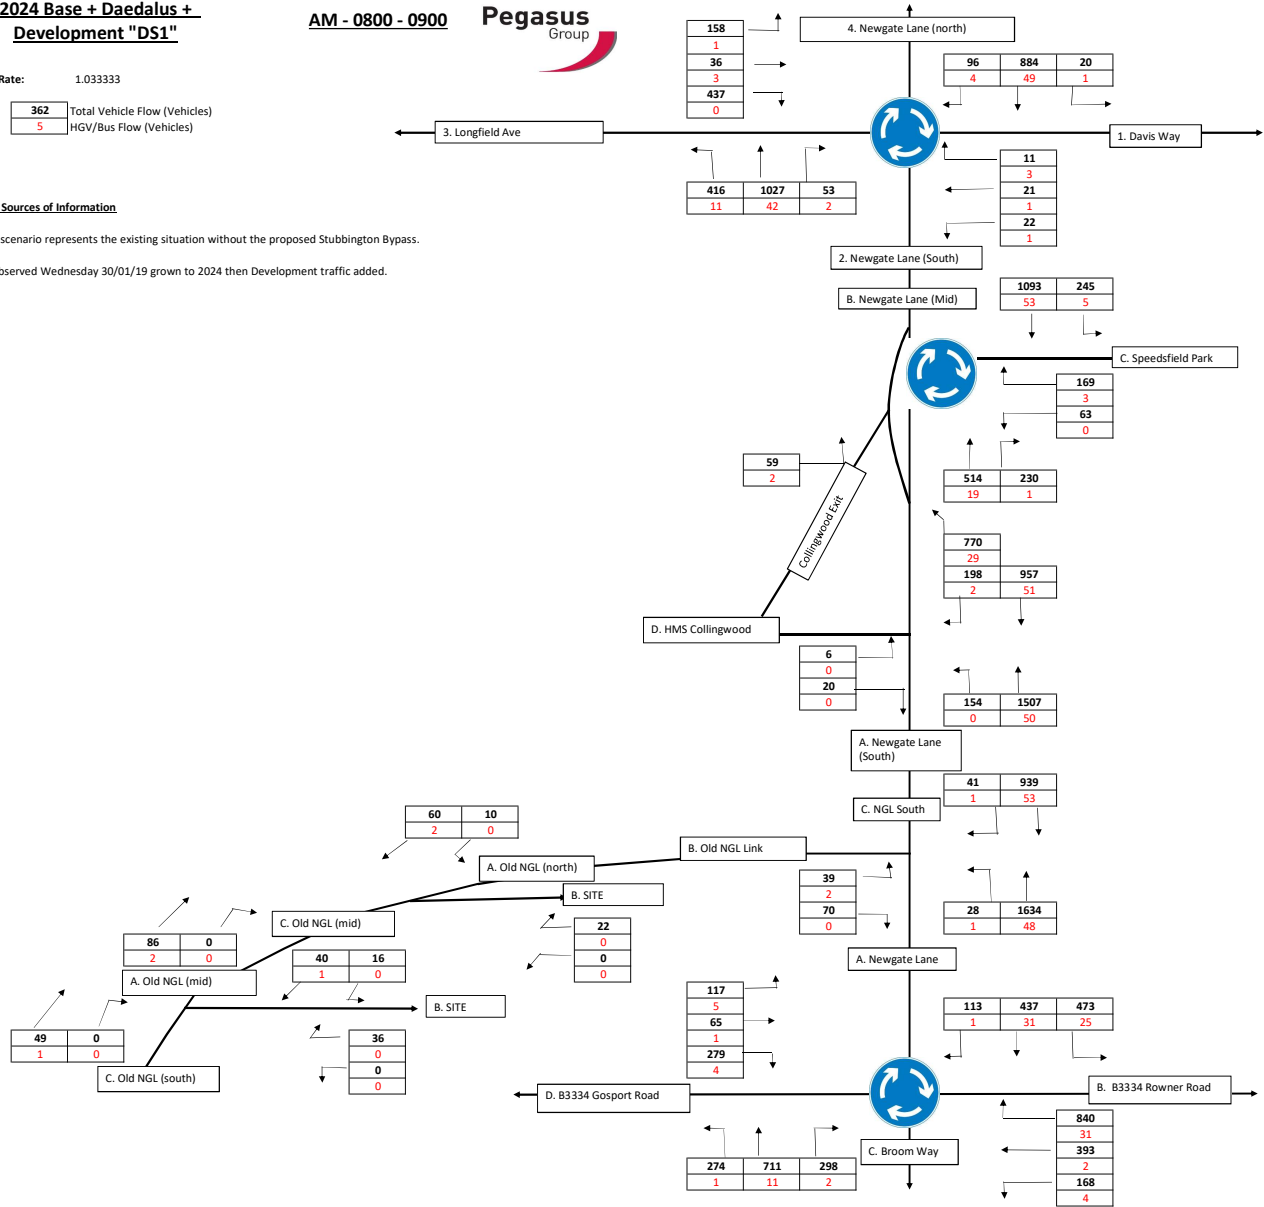 2024 Base + Daedalus +
Development "DS1"
AM - 0800 - 0900
Pegasus
Group
Rate: 1.033333
362 Total Vehicle Flow (Vehicles)
5 HGV/Bus Flow (Vehicles)
Sources of Information
scenario represents the existing situation without the proposed Stubbington Bypass.
bserved Wednesday 30/01/19 grown to 2024 then Development traffic added.
158
1
36
3
437
0
4. Newgate Lane (north)
96 884 20
4 49 1
3. Longfield Ave
1. Davis Way
416 1027 53
11 42 2
11
3
21
1
22
1
2. Newgate Lane (South)
B. Newgate Lane (Mid)
1093 245
53 5
C. Speedsfield Park
169
3
63
0
59
2
514 230
19 1
Collingwood Exit
770
29
198 957
2 51
D. HMS Collingwood
6
0
20
0
154 1507
0 50
A. Newgate Lane
(South)
41 939
1 53
C. NGL South
60 10
2 0
B. Old NGL Link
A. Old NGL (north)
B. SITE
39
2
70
0
28 1634
1 48
C. Old NGL (mid)
22
0
0
0
86 0
2 0
40 16
1 0
A. Old NGL (mid)
A. Newgate Lane
B. SITE
117
5
65
1
279
4
113 437 473
1 31 25
49 0
1 0
36
0
0
0
C. Old NGL (south)
D. B3334 Gosport Road
B. B3334 Rowner Road
840
31
393
2
168
4
C. Broom Way
274 711 298
1 11 2